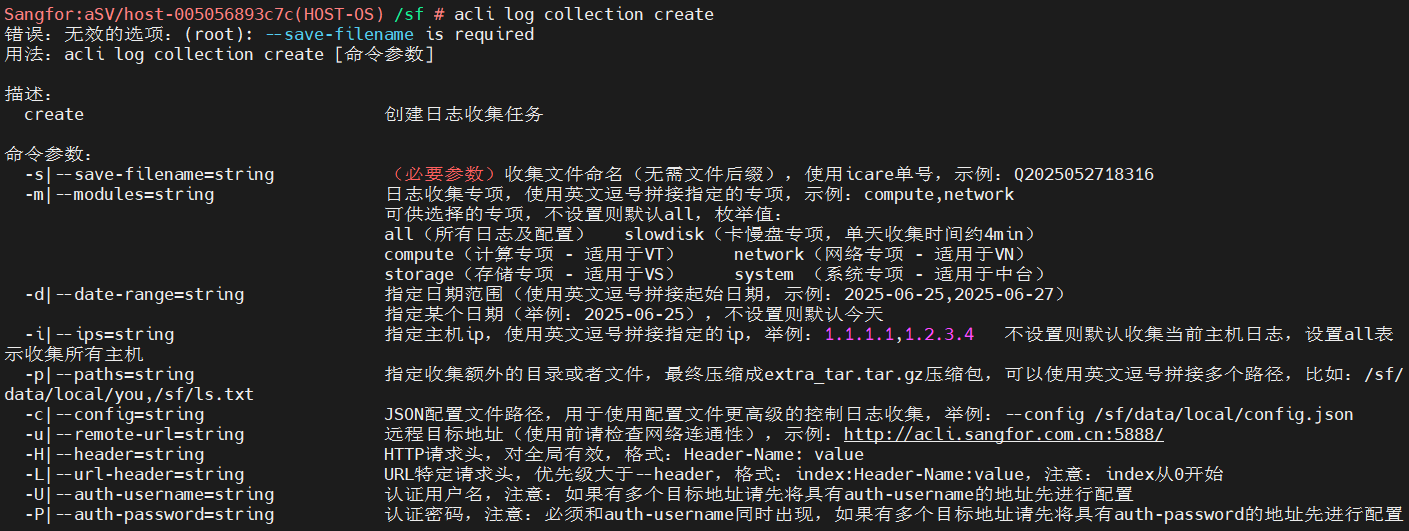 Sangfor:aSV/host-005056893c7c(HOST-OS) /sf # acli log collection create
错误：无效的选项：(root): --save-filename is required
用法：acli log collection create [命令参数]
描述：
create 创建日志收集任务
命令参数：
-s|--save-filename=string （必要参数）收集文件命名（无需文件后缀），使用icare单号，示例：Q2025052718316
-m|--modules=string 日志收集专项，使用英文逗号拼接指定的专项，示例：compute,network
可供选择的专项，不设置则默认all，枚举值：
all（所有日志及配置） slowdisk（卡慢盘专项，单天收集时间约4min）
compute（计算专项 - 适用于VT） network（网络专项 - 适用于VN）
storage（存储专项 - 适用于VS） system （系统专项 - 适用于中台）
-d|--date-range=string 指定日期范围（使用英文逗号拼接起始日期，示例：2025-06-25,2025-06-27）
指定某个日期（举例：2025-06-25），不设置则默认今天
-i|--ips=string 指定主机ip，使用英文逗号拼接指定的ip，举例：1.1.1.1,1.2.3.4 不设置则默认收集当前主机日志，设置all表
示收集所有主机
-p|--paths=string 指定收集额外的目录或者文件，最终压缩成extra_tar.tar.gz压缩包，可以使用英文逗号拼接多个路径，比如：/sf/
data/local/you,/sf/ls.txt
-c|--config=string JSON配置文件路径，用于使用配置文件更高级的控制日志收集，举例：--config /sf/data/local/config.json
-u|--remote-url=string 远程目标地址（使用前请检查网络连通性），示例：http://acli.sangfor.com.cn:5888/
-H|--header=string HTTP请求头，对全局有效，格式：Header-Name: value
-L|--url-header=string URL特定请求头，优先级大于--header，格式：index:Header-Name:value，注意：index从0开始
-U|--auth-username=string 认证用户名，注意：如果有多个目标地址请先将具有auth-username的地址先进行配置
-P|--auth-password=string 认证密码，注意：必须和auth-username同时出现，如果有多个目标地址请先将具有auth-password的地址先进行配置